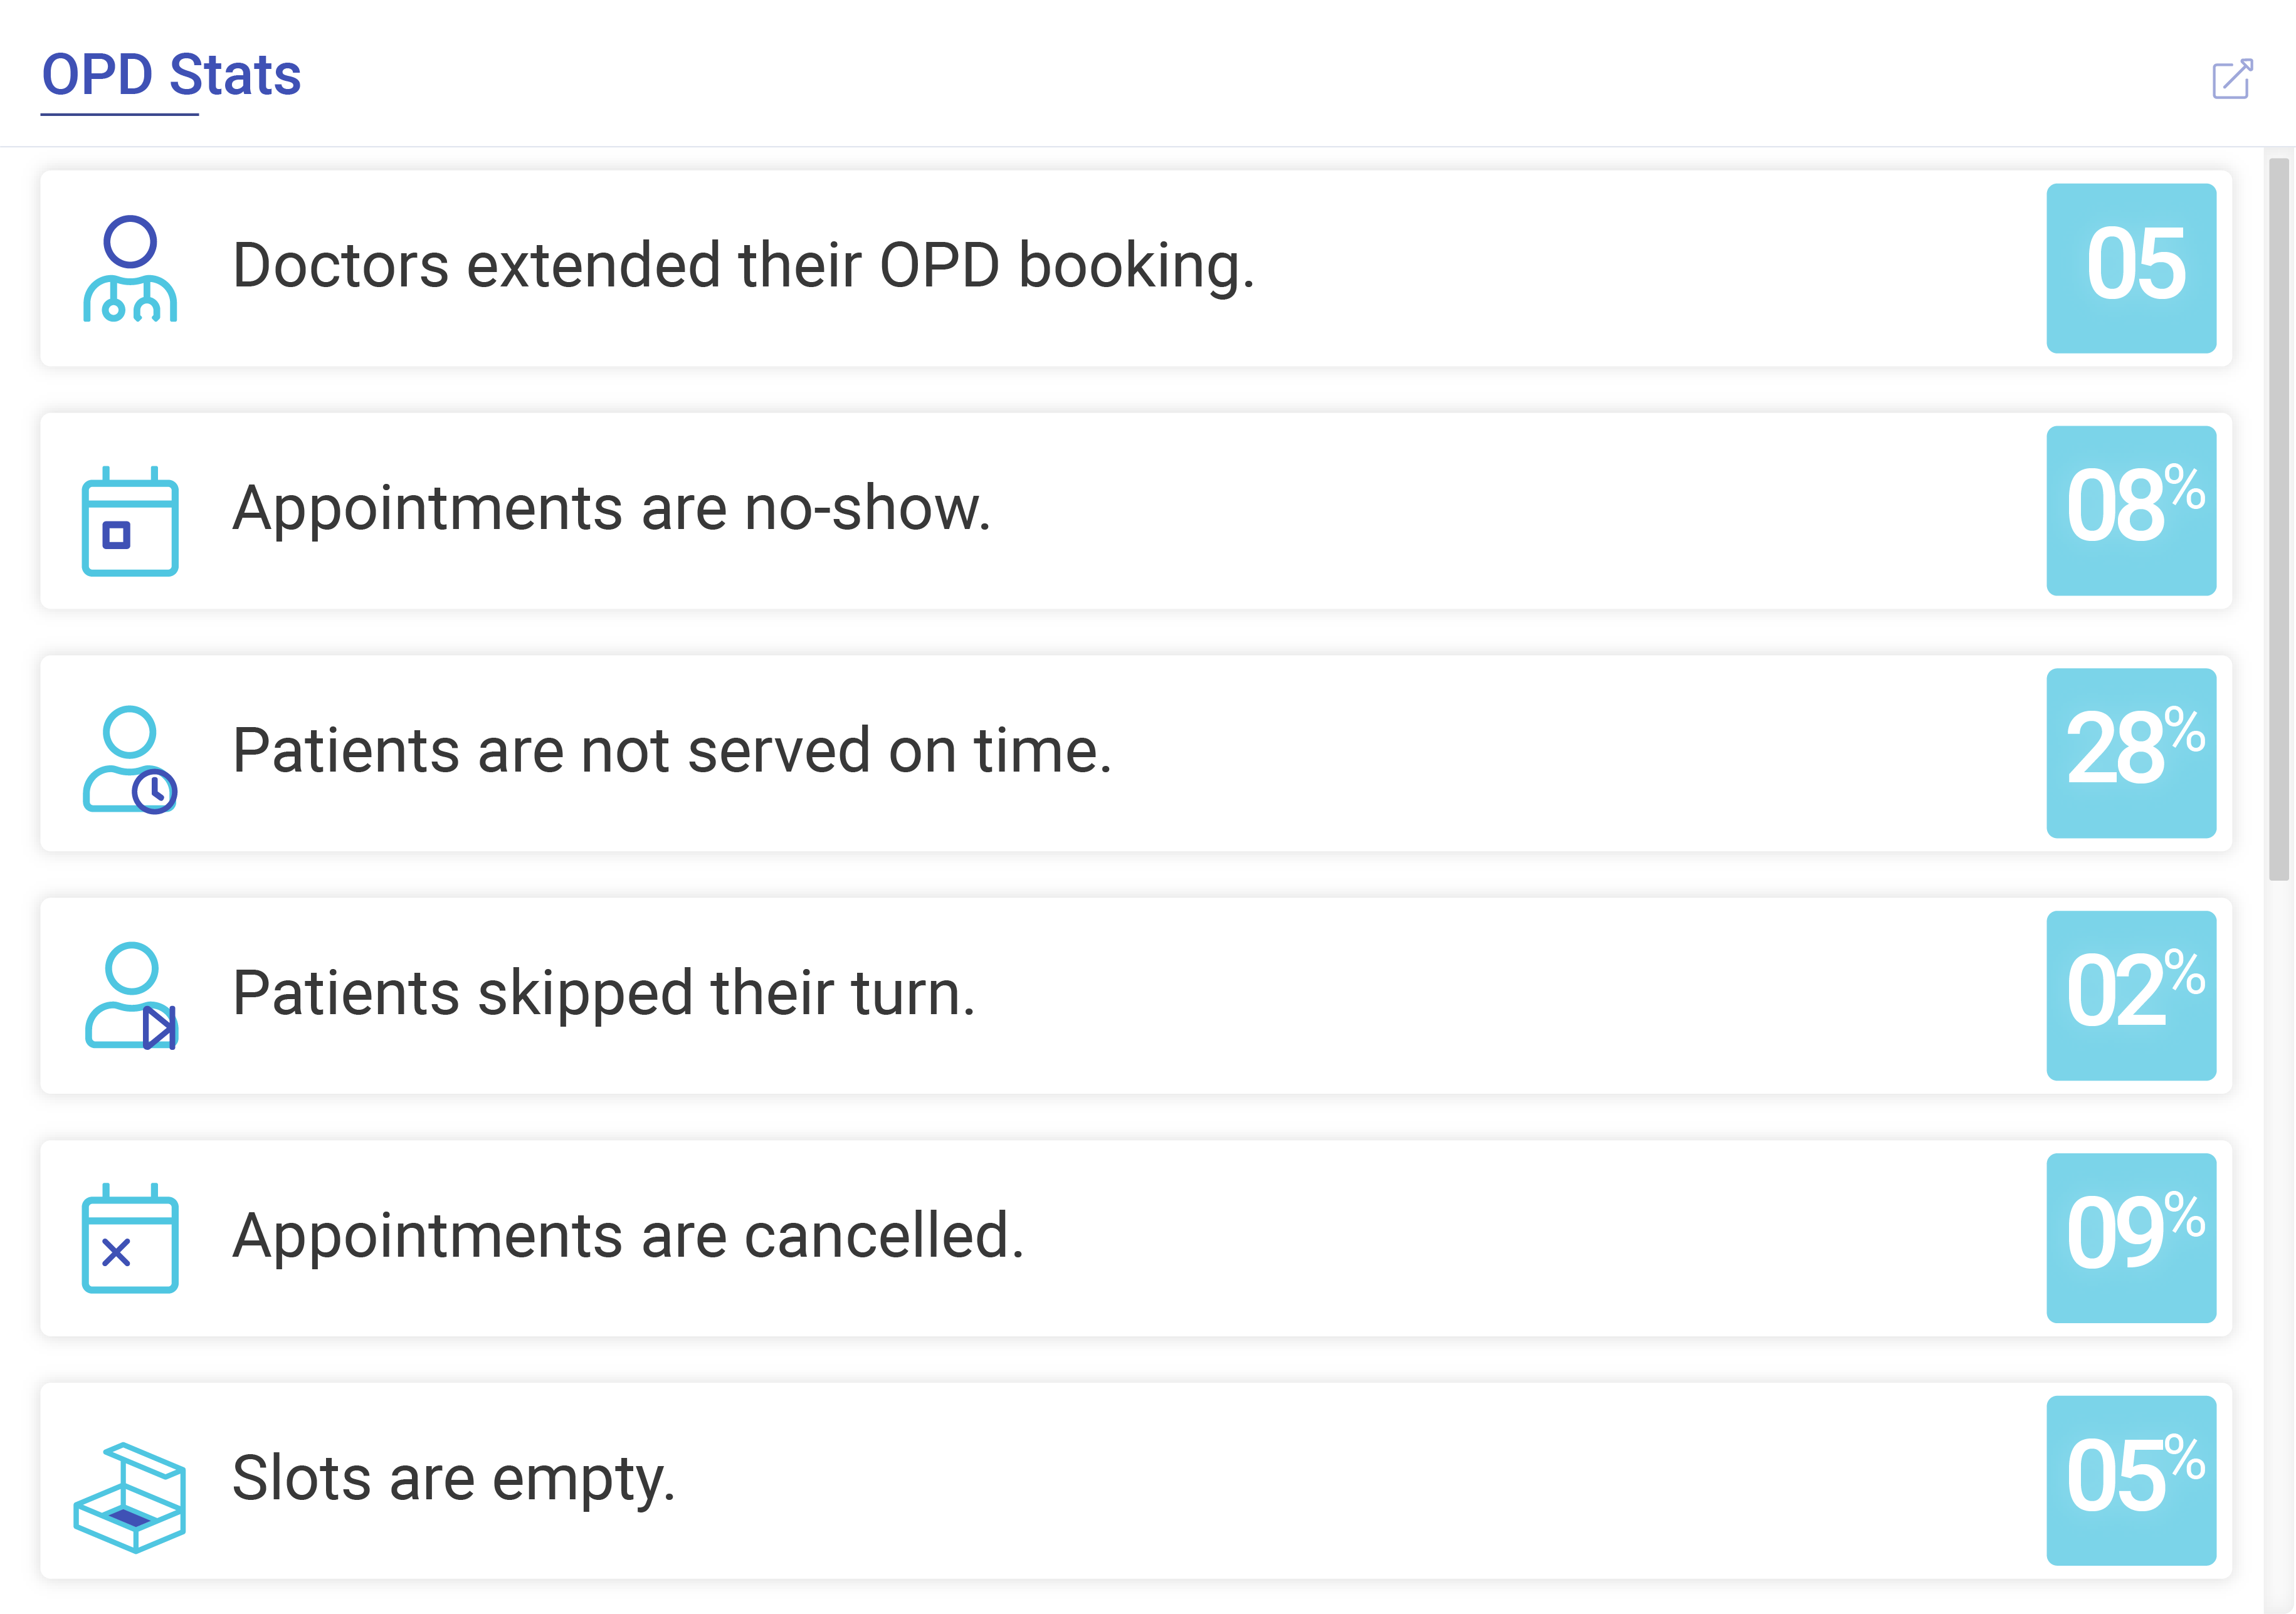 OPD Stats
Doctors extended their OPD booking.
05
Appointments are no-show.
08%
Patients are not served on time.
28%
Patients skipped their turn.
02%
Appointments are cancelled.
09%
Slots are empty.
05%